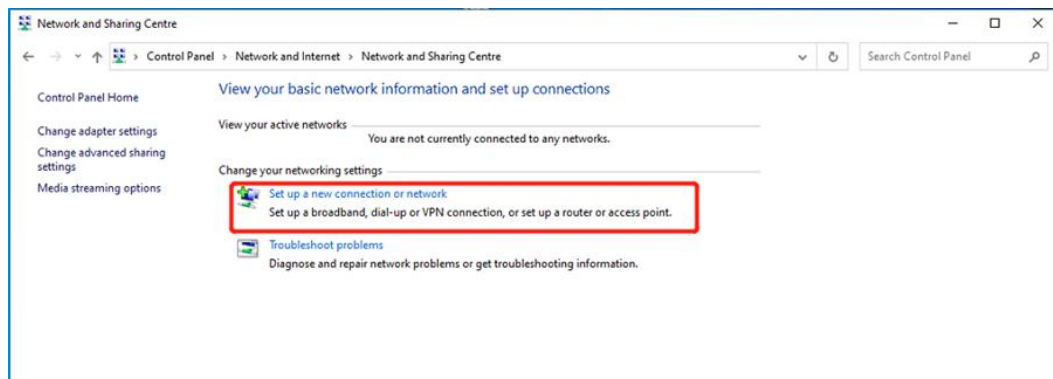 Network and Sharing Centre
Control Panel > Network and Internet > Network and Sharing Centre
Search Control Panel
Control Panel Home
Change adapter settings
Change advanced sharing
settings
Media streaming options
View your basic network information and set up connections
View your active networks
You are not currently connected to any networks.
Change your networking settings
Set up a new connection or network
Set up a broadband, dial-up or VPN connection, or set up a router or access point.
Troubleshoot problems
Diagnose and repair network problems or get troubleshooting information.